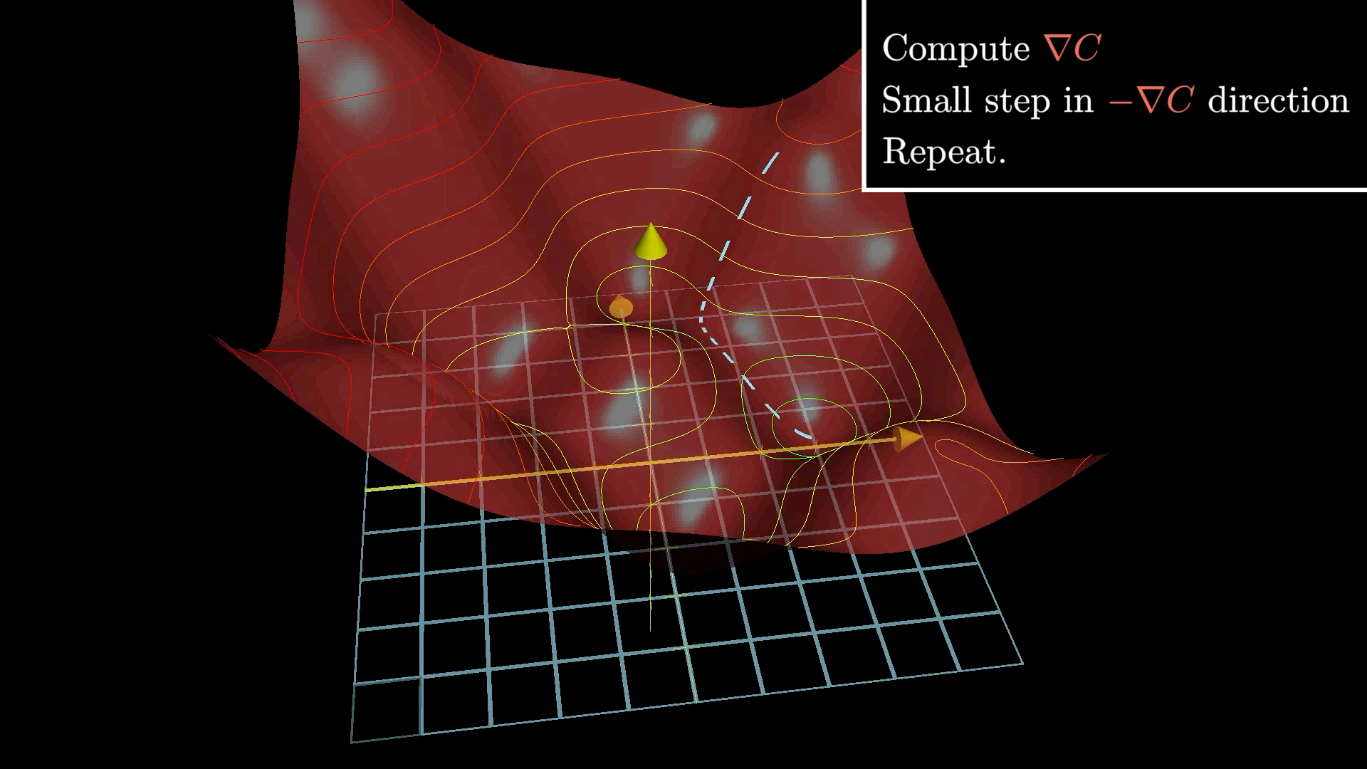 Compute ∇C
Small step in −∇C direction
Repeat.